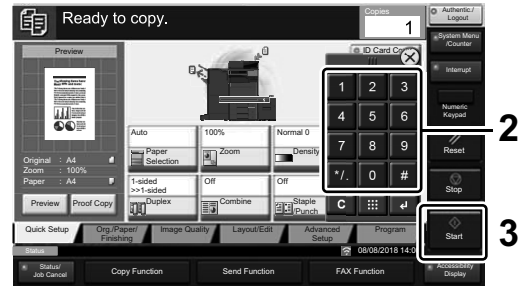 Ready to copy.
Copies
1
Authentic./
Logout
System Menu
/Counter
Interrupt
Numeric
Keypad
Reset
Stop
Start
Preview
Original : A4
Zoom : 100%
Paper : A4
Preview
Proof Copy
ID Card Copy
Auto
Paper
Selection
100%
Zoom
Normal 0
Density
1-sided
>>1-sided
Duplex
Off
Combine
Off
Staple
/Punch
1 2 3
4 5 6
7 8 9
*/. 0 #
C
2
3
Quick Setup
Org./Paper/
Finishing
Image Quality
Layout/Edit
Advanced
Setup
Program
Status
08/08/2018 14:0
Status/
Job Cancel
Copy Function
Send Function
FAX Function
Accessibility
Display